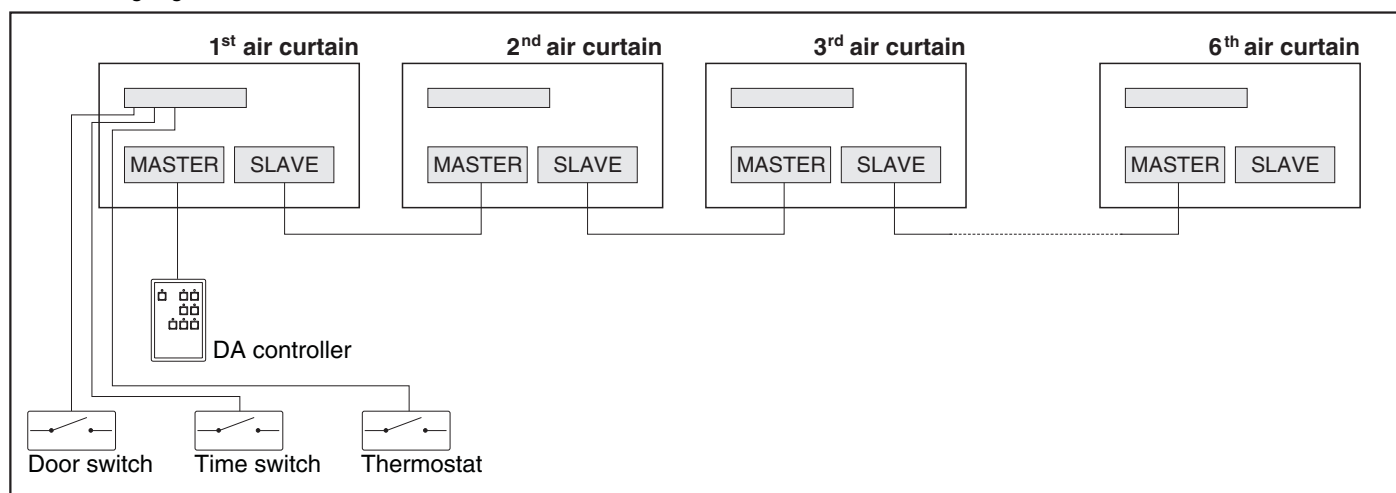 1st air curtain 2nd air curtain 3rd air curtain 6th air curtain
MASTER SLAVE MASTER SLAVE MASTER SLAVE MASTER SLAVE
DA controller
Door switch Time switch Thermostat